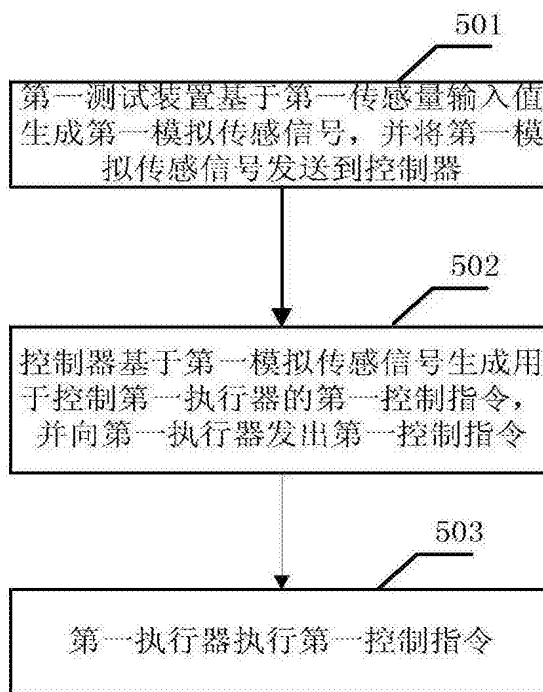 501
第一测试装置基于第一传感量输入值
生成第一模拟传感信号，并将第一模
拟传感信号发送到控制器
502
控制器基于第一模拟传感信号生成用
于控制第一执行器的第一控制指令，
并向第一执行器发出第一控制指令
503
第一执行器执行第一控制指令